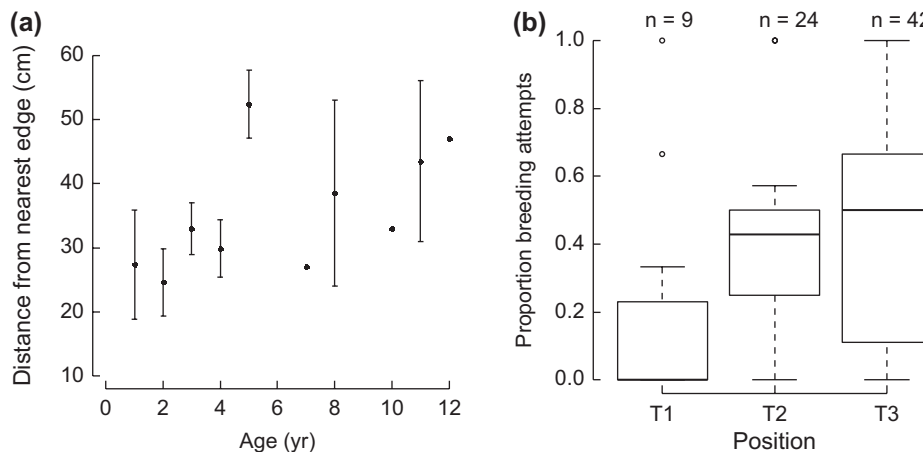 (a)
Distance from nearest edge (cm)
60
50
40
30
20
10
0 2 4 6 8 10 12
Age (yr)
(b)
n = 9 n = 24 n = 42
Proportion breeding attempts
1.0
0.8
0.6
0.4
0.2
0.0
T1 T2 T3
Position